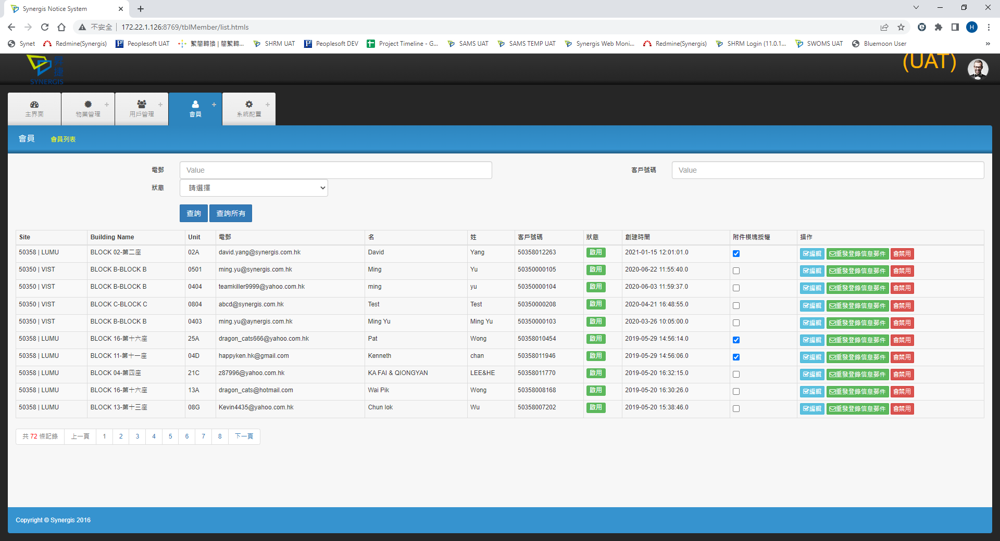 Synergis Notice System
不安全 172.22.1.126:8769/tblMember/list.htmls
H
Synet Redmine(Synergis) Peoplesoft UAT 繁簡轉換 | 簡繁轉... SHRM UAT Peoplesoft DEV Project Timeline - G... SAMS UAT SAMS TEMP UAT Synergis Web Moni... Redmine(Synergis) SHRM Login (11.0.1... SWOMS UAT Bluemoon User »
昇捷
SYNERGIS
(UAT)
主界面 物業管理 用戶管理 會員 系統配置
會員 會員列表
電郵 Value 客戶號碼 Value
狀態 請選擇
查詢 查詢所有
Site Building Name Unit 電郵 名 姓 客戶號碼 狀態 創建時間 附件模塊授權 操作
50358 | LUMU BLOCK 02-第二座 02A david.yang@synergis.com.hk David Yang 50358012263 啟用 2021-01-15 12:01:01.0 編輯 重發登錄信息郵件 禁用
50350 | VIST BLOCK B-BLOCK B 0501 ming.yu@synergis.com.hk Ming Yu 50350000105 啟用 2020-06-22 11:55:40.0 編輯 重發登錄信息郵件 禁用
50350 | VIST BLOCK B-BLOCK B 0404 teamkiller9999@yahoo.com.hk ming yu 50350000104 啟用 2020-06-03 11:59:37.0 編輯 重發登錄信息郵件 禁用
50350 | VIST BLOCK C-BLOCK C 0804 abcd@synergis.com.hk Test Test 50350000208 啟用 2020-04-21 16:48:55.0 編輯 重發登錄信息郵件 禁用
50350 | VIST BLOCK B-BLOCK B 0403 ming.yu@aynergis.com.hk Ming Yu Ming Yu 50350000103 啟用 2020-03-26 10:05:00.0 編輯 重發登錄信息郵件 禁用
50358 | LUMU BLOCK 16-第十六座 25A dragon_cats666@yahoo.com.hk Pat Wong 50358010454 啟用 2019-05-29 14:56:14.0 編輯 重發登錄信息郵件 禁用
50358 | LUMU BLOCK 11-第十一座 04D happyken.hk@gmail.com Kenneth chan 50358011946 啟用 2019-05-29 14:56:06.0 編輯 重發登錄信息郵件 禁用
50358 | LUMU BLOCK 04-第四座 21C z87996@yahoo.com.hk KA FAI & QIONGYAN LEE&HE 50358011770 啟用 2019-05-20 16:32:15.0 編輯 重發登錄信息郵件 禁用
50358 | LUMU BLOCK 16-第十六座 13A dragon_cats@hotmail.com Wai Pik Wong 50358008168 啟用 2019-05-20 16:30:26.0 編輯 重發登錄信息郵件 禁用
50358 | LUMU BLOCK 13-第十三座 08G Kevin4435@yahoo.com.hk Chun lok Wu 50358007202 啟用 2019-05-20 15:38:46.0 編輯 重發登錄信息郵件 禁用
共 72 條記錄 上一頁 1 2 3 4 5 6 7 8 下一頁
Copyright © Synergis 2016